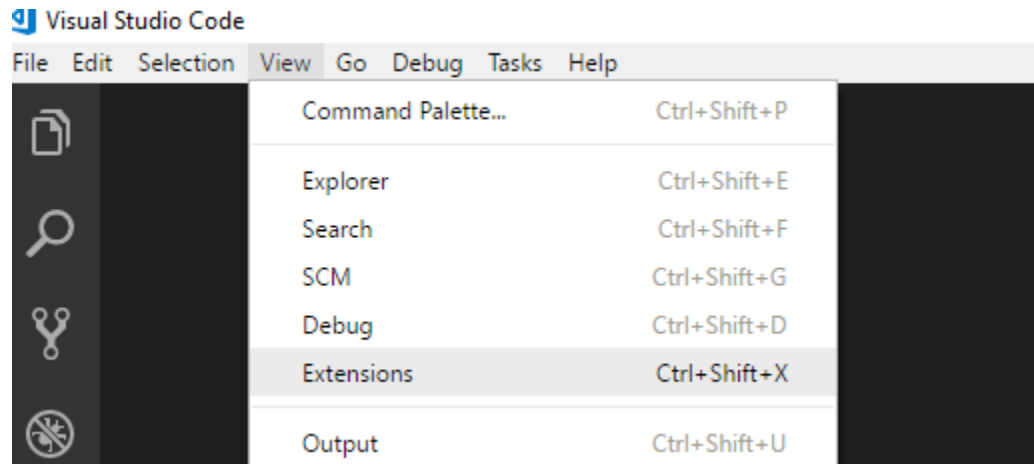 Visual Studio Code
File Edit Selection View Go Debug Tasks Help
Command Palette... Ctrl+Shift+P
Explorer Ctrl+Shift+E
Search Ctrl+Shift+F
SCM Ctrl+Shift+G
Debug Ctrl+Shift+D
Extensions Ctrl+Shift+X
Output Ctrl+Shift+U